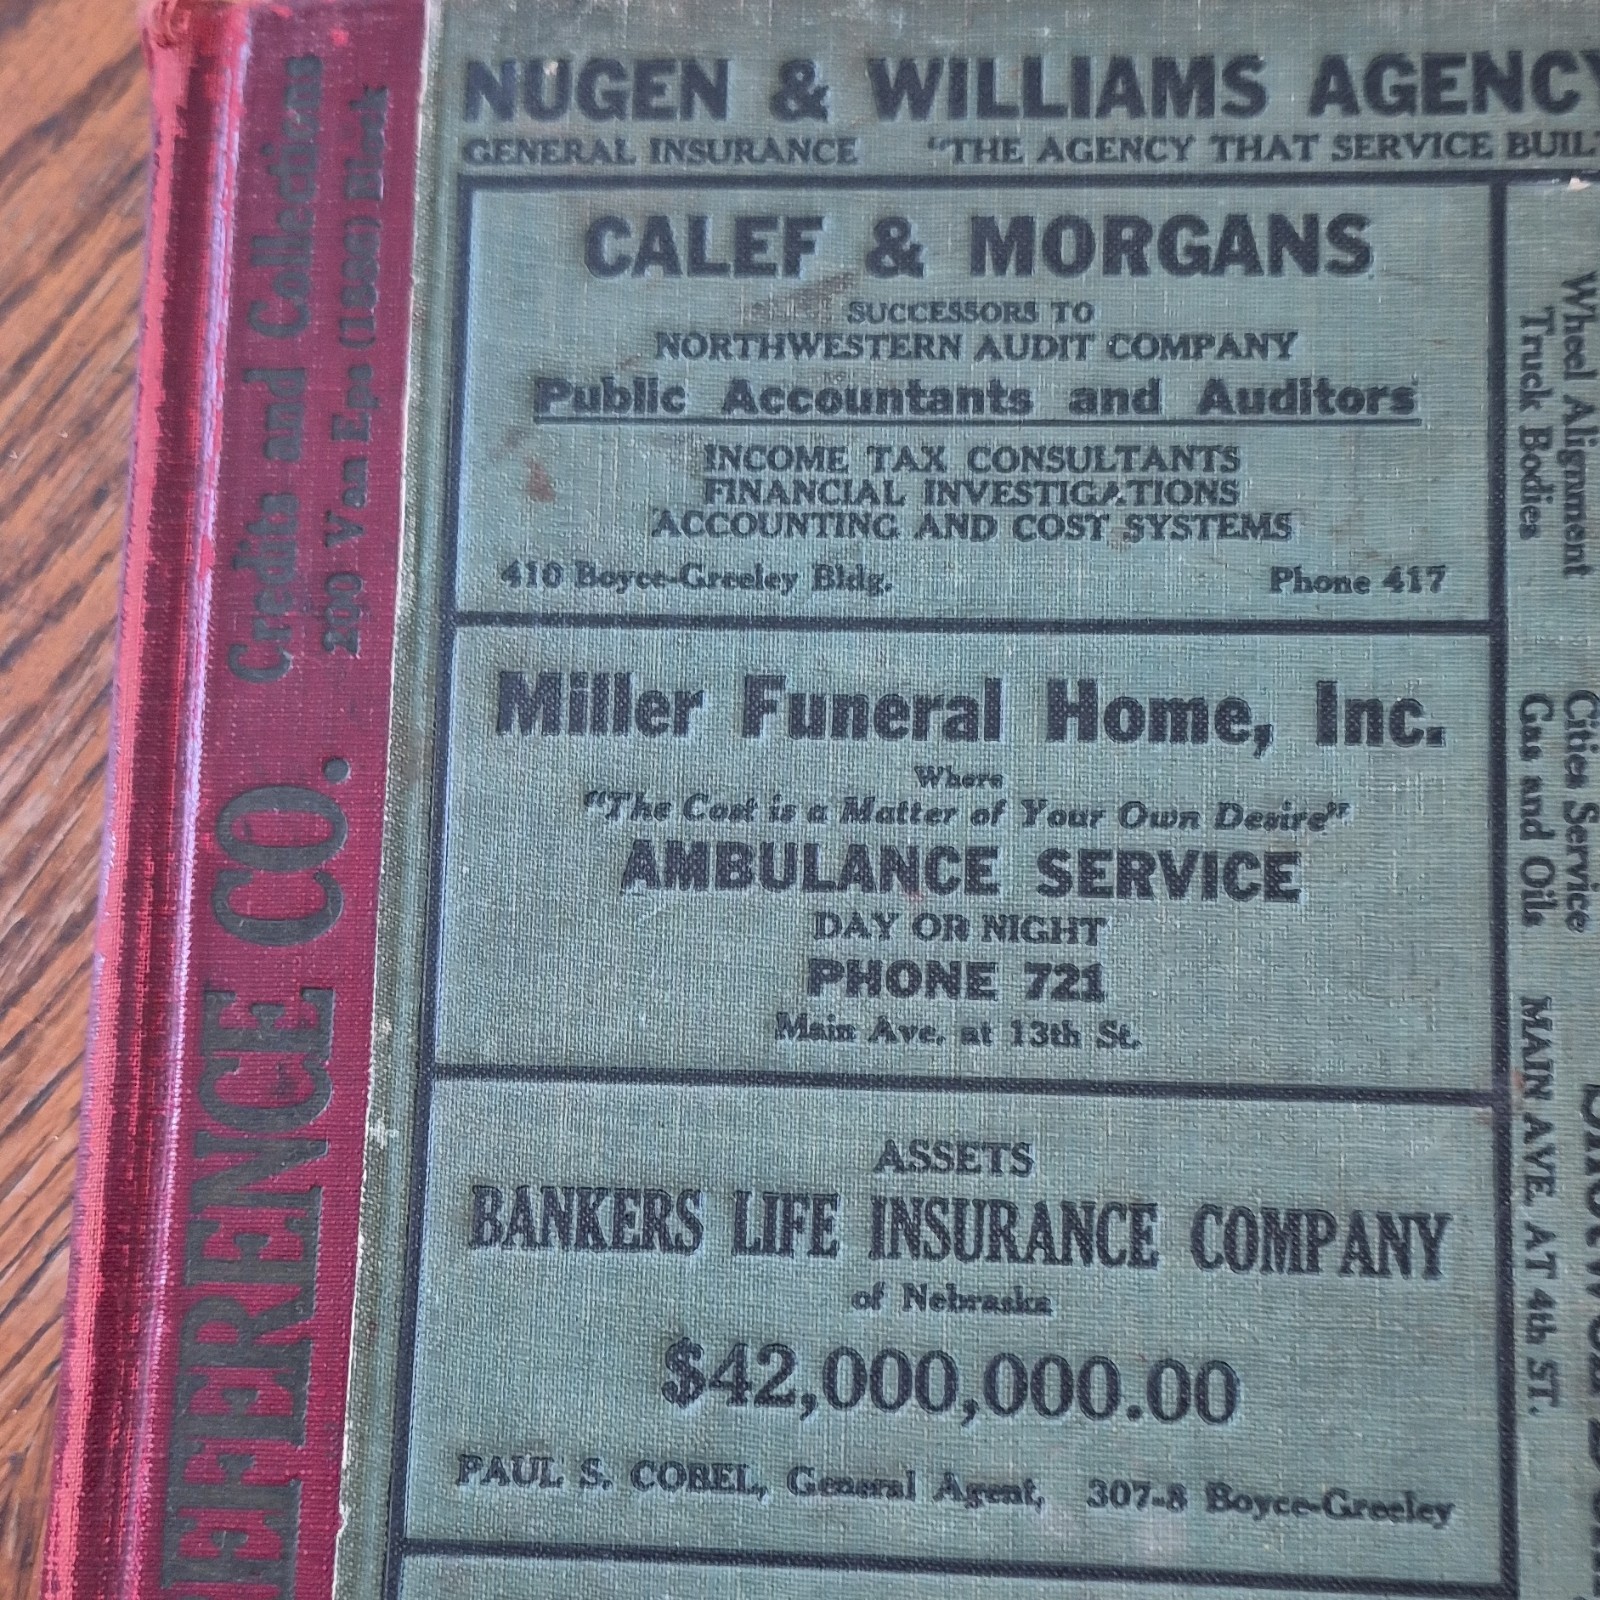 NUGEN & WILLIAMS AGENCY
GENERAL INSURANCE "THE AGENCY THAT SERVICE BUIL
CALEF & MORGANS
SUCCESSORS TO
NORTHWESTERN AUDIT COMPANY
Public Accountants and Auditors
INCOME TAX CONSULTANTS
FINANCIAL INVESTIGATIONS
ACCOUNTING AND COST SYSTEMS
410 Boyce-Greeley Bldg. Phone 417
Miller Funeral Home, Inc.
Where
"The Cost is a Matter of Your Own Desire"
AMBULANCE SERVICE
DAY OR NIGHT
PHONE 721
Main Ave. at 13th St.
ASSETS
BANKERS LIFE INSURANCE COMPANY
of Nebraska
$42,000,000.00
PAUL S. COBEL, General Agent, 307-8 Boyce-Greeley
EFERENCE CO.
Credits and Collections
200 Van Eps (1886) Block
Wheel Alignment Cities Service
Truck Bodies Gas and Oils MAIN AVE. AT 4th ST.